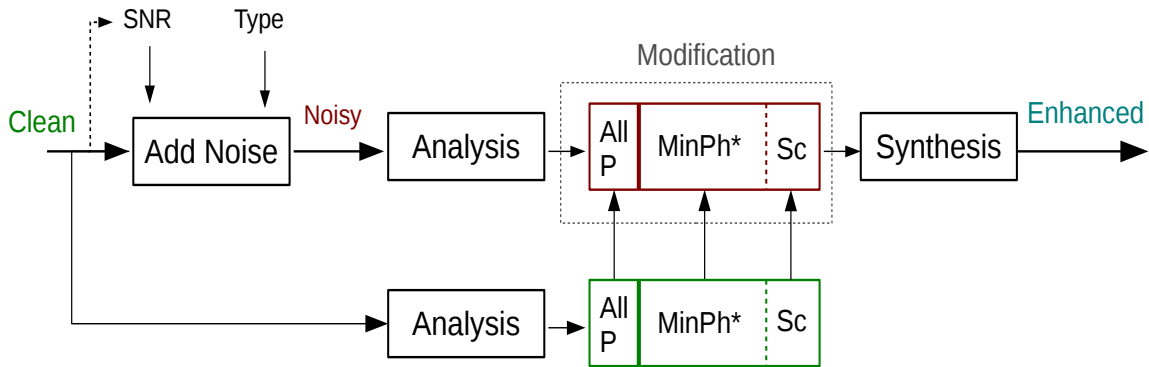 SNR
Type
Modification
Clean
Add Noise
Noisy
Analysis
All
P
MinPh*
Sc
Synthesis
Enhanced
Analysis
All
P
MinPh*
Sc